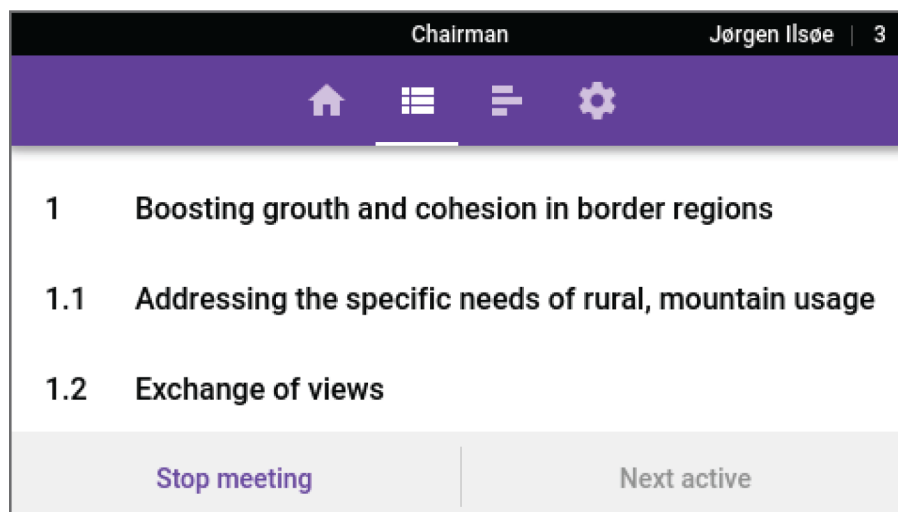 Chairman Jørgen Ilsøe | 3
1 Boosting grouth and cohesion in border regions
1.1 Addressing the specific needs of rural, mountain usage
1.2 Exchange of views
Stop meeting Next active